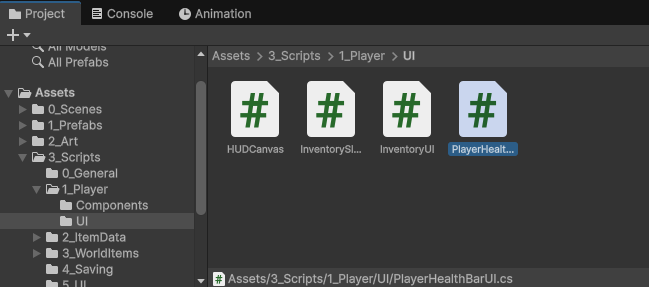 Project Console Animation
+
All Models
All Prefabs
Assets
0_Scenes
1_Prefabs
2_Art
3_Scripts
0_General
1_Player
Components
UI
2_ItemData
3_WorldItems
4_Saving
5_UI
Assets > 3_Scripts > 1_Player > UI
# # # #
HUDCanvas InventorySl... InventoryUI PlayerHealt...
# Assets/3_Scripts/1_Player/UI/PlayerHealthBarUI.cs